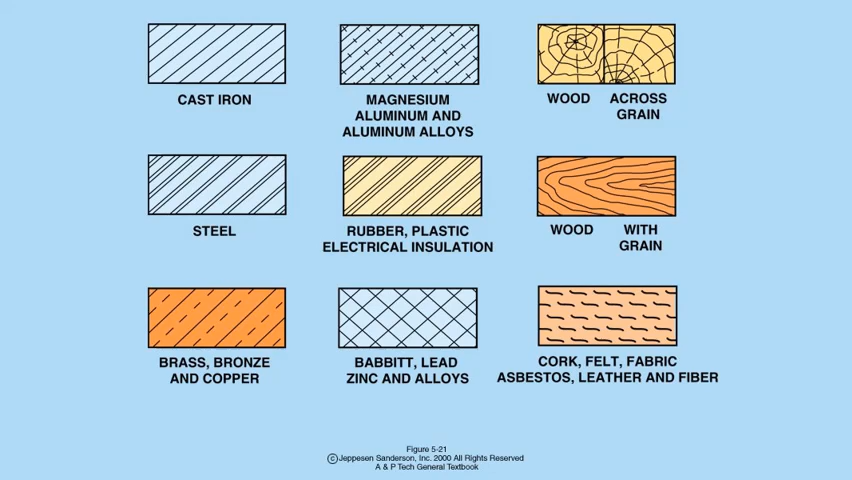 CAST IRON
MAGNESIUM
ALUMINUM AND
ALUMINUM ALLOYS
WOOD ACROSS
GRAIN
STEEL
RUBBER, PLASTIC
ELECTRICAL INSULATION
WOOD WITH
GRAIN
BRASS, BRONZE
AND COPPER
BABBITT, LEAD
ZINC AND ALLOYS
CORK, FELT, FABRIC
ASBESTOS, LEATHER AND FIBER
Figure 5-21
©Jeppesen Sanderson, Inc. 2000 All Rights Reserved
A & P Tech General Textbook